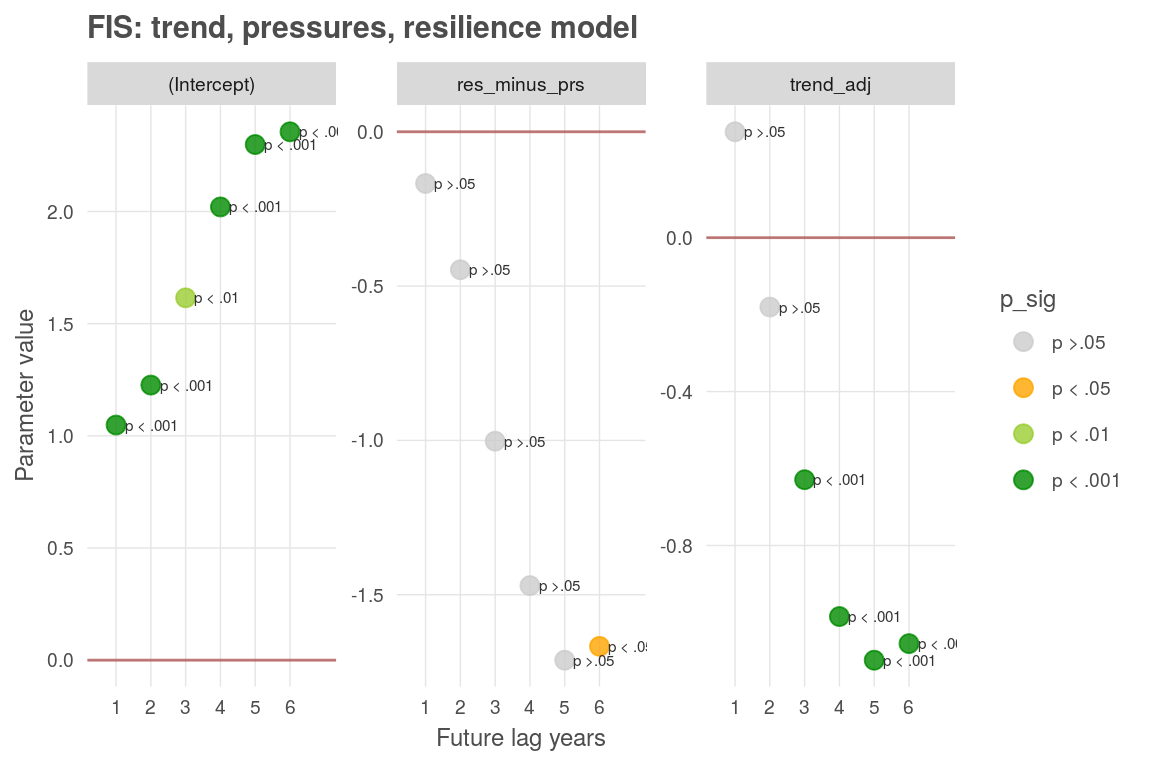 FIS: trend, pressures, resilience model
(Intercept)
res_minus_prs
trend_adj
Parameter value
2.0
1.5
1.0
0.5
0.0
p < .001
p < .001
p < .01
p < .001
p < .001
p < .00
1 2 3 4 5 6
0.0
-0.5
-1.0
-1.5
p >.05
p >.05
p >.05
p >.05
p >.05
p < .05
1 2 3 4 5 6
0.0
-0.4
-0.8
p >.05
p >.05
p < .001
p < .001
p < .001
p < .00
1 2 3 4 5 6
Future lag years
p_sig
p >.05
p < .05
p < .01
p < .001